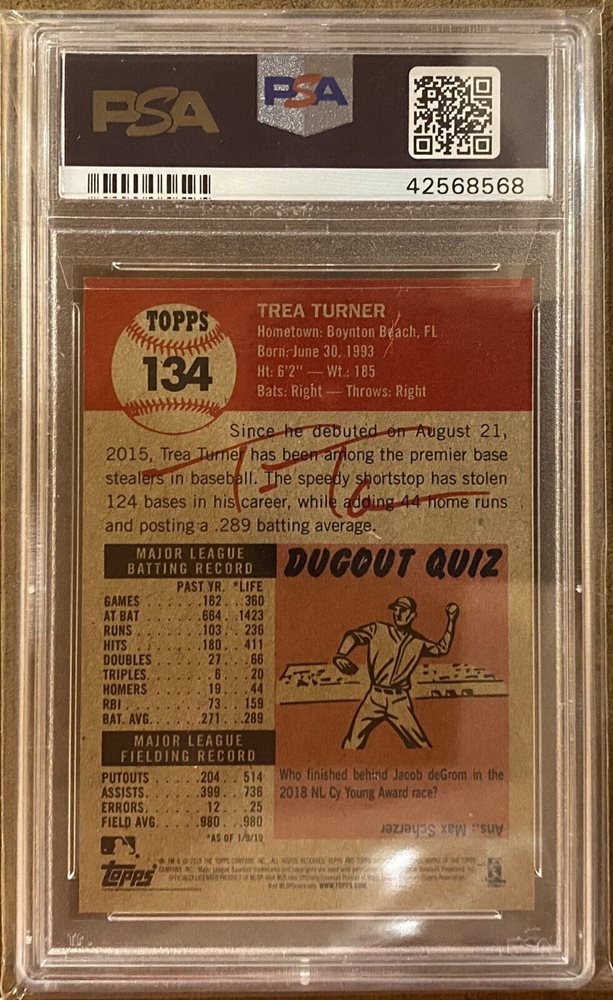 PSA
PSA
42568568
TOPPS
134
TREA TURNER
Hometown: Boynton Beach, FL
Born: June 30, 1993
Ht: 6'2" — Wt.: 185
Bats: Right — Throws: Right
Since he debuted on August 21,
2015, Trea Turner has been among the premier base
stealers in baseball. The speedy shortstop has stolen
124 bases in his career, while adding 44 home runs
and posting a .289 batting average.
MAJOR LEAGUE
BATTING RECORD
PAST YR. *LIFE
GAMES 162 360
AT BAT 664 1423
RUNS 103 236
HITS 180 411
DOUBLES 27 66
TRIPLES 6 20
HOMERS 19 44
RBI 73 159
BAT. AVG. .271 .289
MAJOR LEAGUE
FIELDING RECORD
PUTOUTS 204 514
ASSISTS 399 736
ERRORS 12 25
FIELD AVG. .980 .980
*AS OF 1/9/19
DUGOUT QUIZ
Who finished behind Jacob deGrom in the
2018 NL Cy Young Award race?
Ans.: Max Scherzer
Topps
WWW.TOPPS.COM
PSA